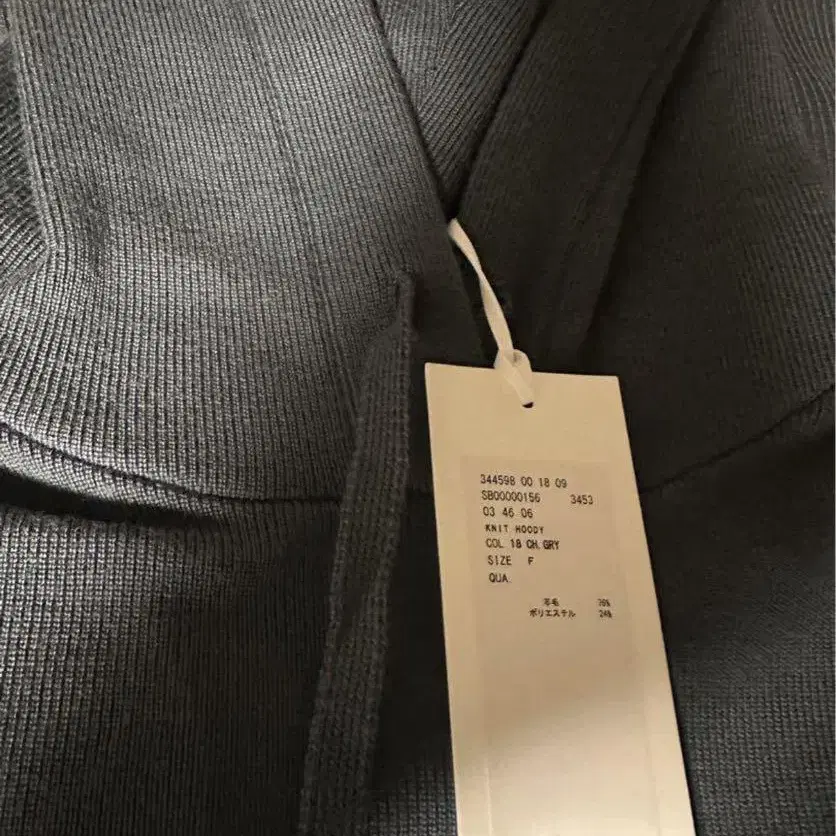 344598 00 18 09
SB00000156 3453
03 46 06
KNIT HOODY
COL 18 CH.GRY
SIZE F
QUA.
羊毛 76%
ポリエステル 24%